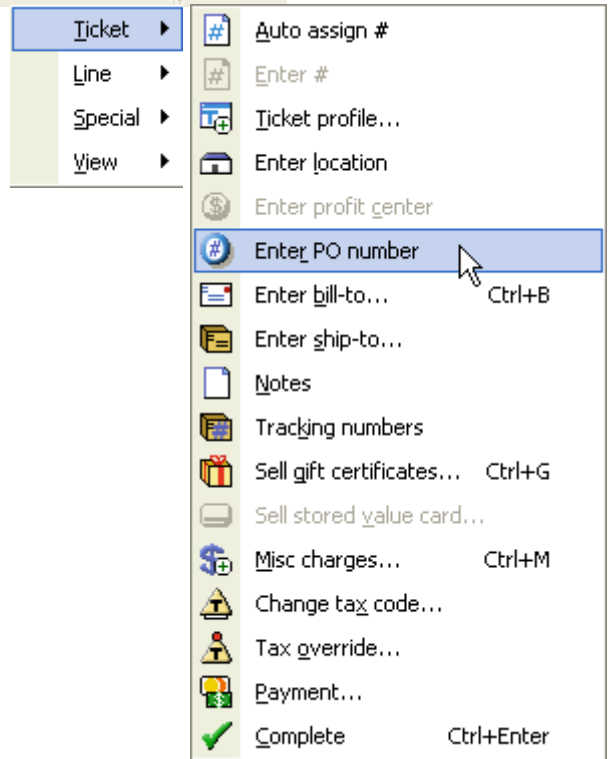 Ticket
Line
Special
View
Auto assign #
Enter #
Ticket profile...
Enter location
Enter profit center
Enter PO number
Enter bill-to... Ctrl+B
Enter ship-to...
Notes
Tracking numbers
Sell gift certificates... Ctrl+G
Sell stored value card...
Misc charges... Ctrl+M
Change tax code...
Tax override...
Payment...
Complete Ctrl+Enter